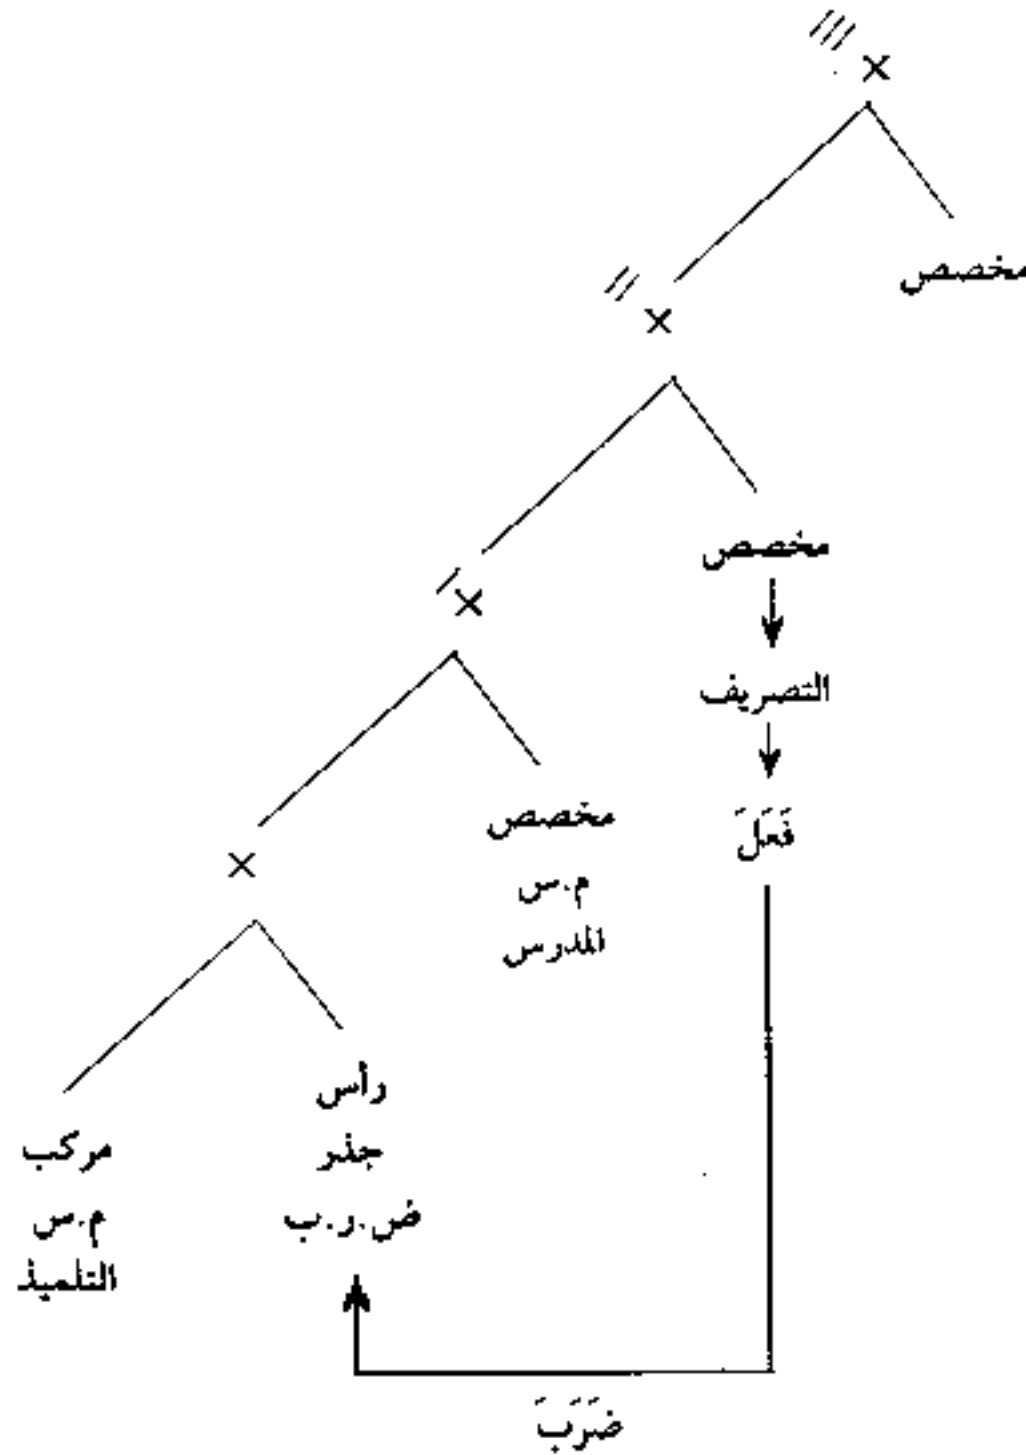 ///
×
مخصص
//
×
مخصص
/
×
التصريف
مخصص
فَعَلَ
×
م.س
المدرس
رأس
مركب
جذر
م.س
ض.ر.ب
التلميذ
ضَرَبَ